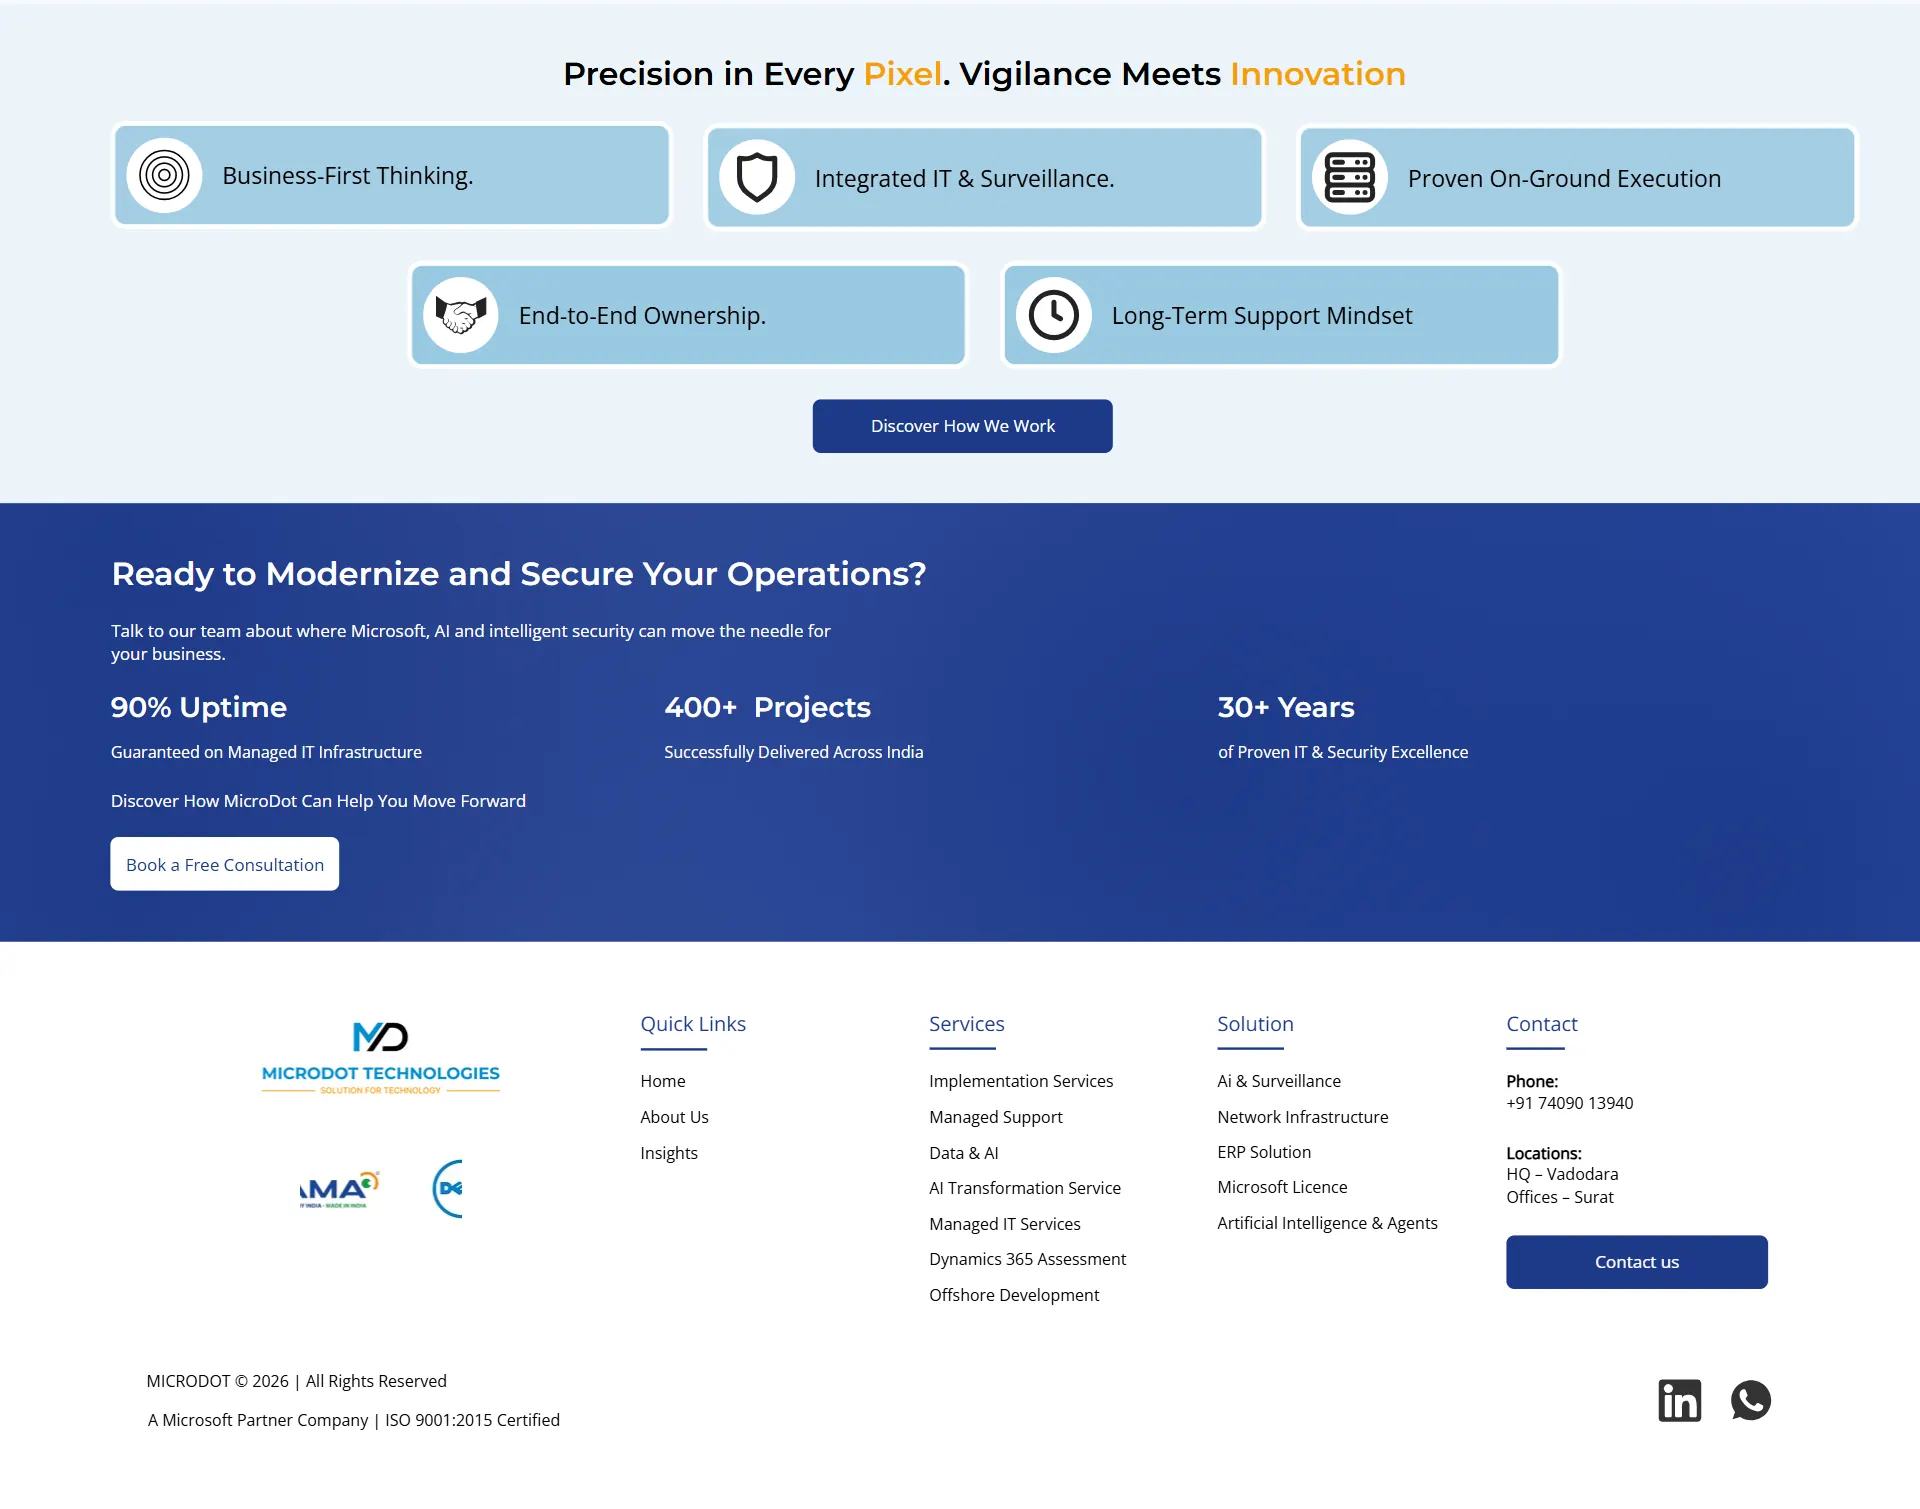 Precision in Every Pixel. Vigilance Meets Innovation
Business-First Thinking.
Integrated IT & Surveillance.
Proven On-Ground Execution
End-to-End Ownership.
Long-Term Support Mindset
Discover How We Work
Ready to Modernize and Secure Your Operations?
Talk to our team about where Microsoft, AI and intelligent security can move the needle for
your business.
90% Uptime
Guaranteed on Managed IT Infrastructure
400+ Projects
Successfully Delivered Across India
30+ Years
of Proven IT & Security Excellence
Discover How MicroDot Can Help You Move Forward
Book a Free Consultation
MD
MICRODOT TECHNOLOGIES
SOLUTION FOR TECHNOLOGY
Quick Links
Home
About Us
Insights
Services
Implementation Services
Managed Support
Data & AI
AI Transformation Service
Managed IT Services
Dynamics 365 Assessment
Offshore Development
Solution
Ai & Surveillance
Network Infrastructure
ERP Solution
Microsoft Licence
Artificial Intelligence & Agents
Contact
Phone:
+91 74090 13940
Locations:
HQ – Vadodara
Offices – Surat
Contact us
MICRODOT © 2026 | All Rights Reserved
A Microsoft Partner Company | ISO 9001:2015 Certified
in